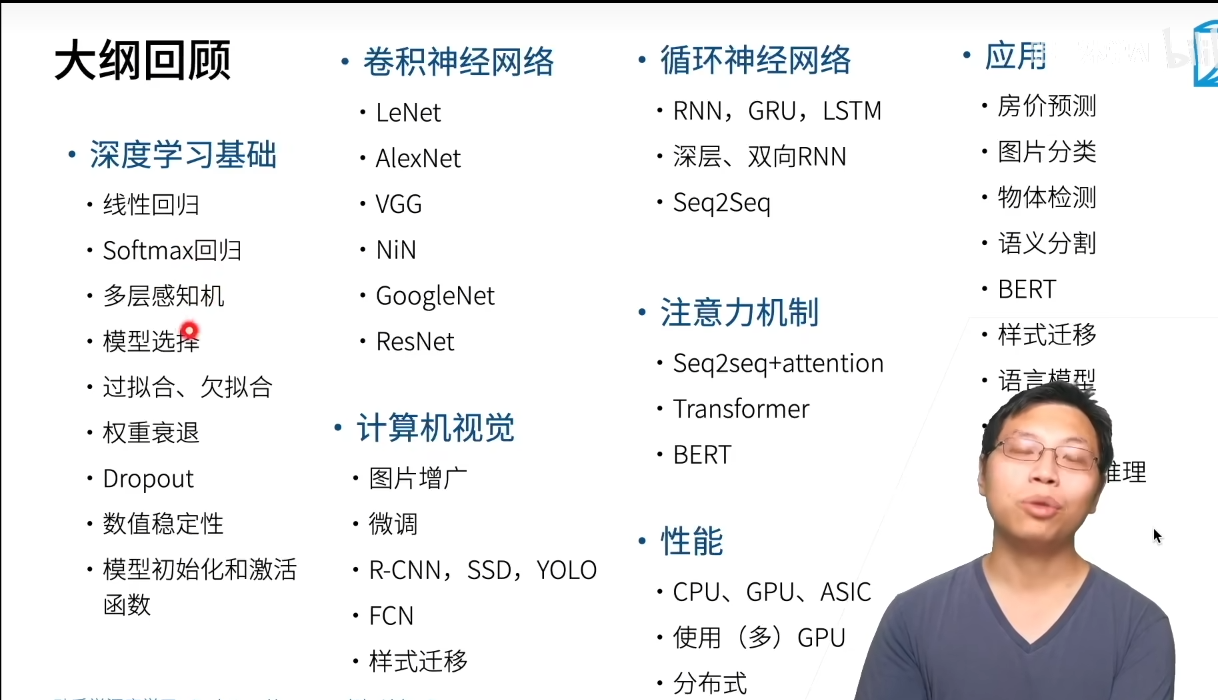 大纲回顾
• 深度学习基础
• 线性回归
• Softmax回归
• 多层感知机
• 模型选择
• 过拟合、欠拟合
• 权重衰退
• Dropout
• 数值稳定性
• 模型初始化和激活
函数
• 卷积神经网络
• LeNet
• AlexNet
• VGG
• NiN
• GoogleNet
• ResNet
• 计算机视觉
• 图片增广
• 微调
• R-CNN，SSD，YOLO
• FCN
• 样式迁移
• 循环神经网络
• RNN，GRU，LSTM
• 深层、双向RNN
• Seq2Seq
• 注意力机制
• Seq2seq+attention
• Transformer
• BERT
• 性能
• CPU、GPU、ASIC
• 使用（多）GPU
• 分布式
• 应用
• 房价预测
• 图片分类
• 物体检测
• 语义分割
• BERT
• 样式迁移
• 语言模型
推理